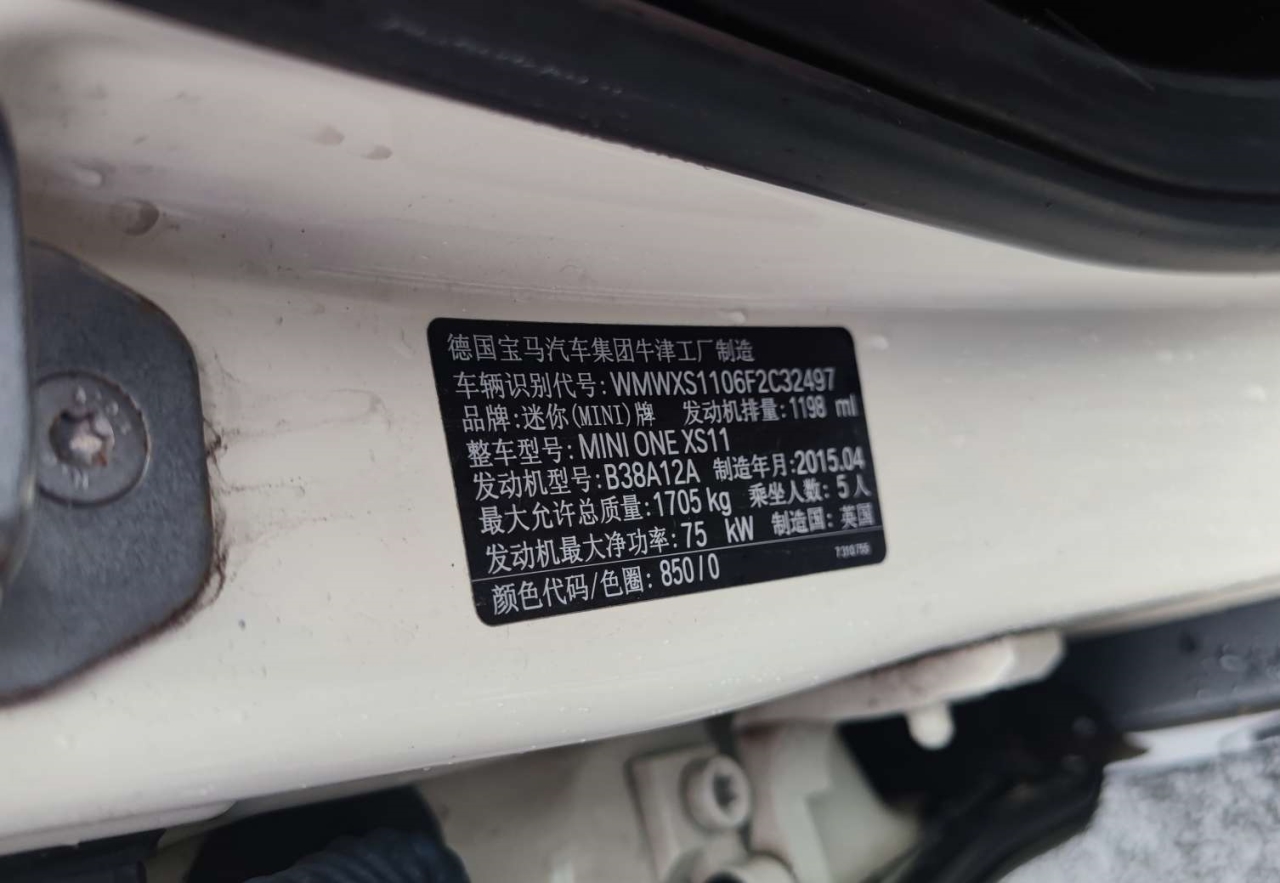 德国宝马汽车集团牛津工厂制造
车辆识别代号: WMWXS1106F2C32497
品牌:迷你(MINI)牌 发动机排量:1198 ml
整车型号: MINI ONE XS11
发动机型号: B38A12A 制造年月:2015.04
最大允许总质量:1705 kg 乘坐人数: 5人
发动机最大净功率: 75 kW 制造国: 英国
颜色代码/色圈: 850/0 7310755